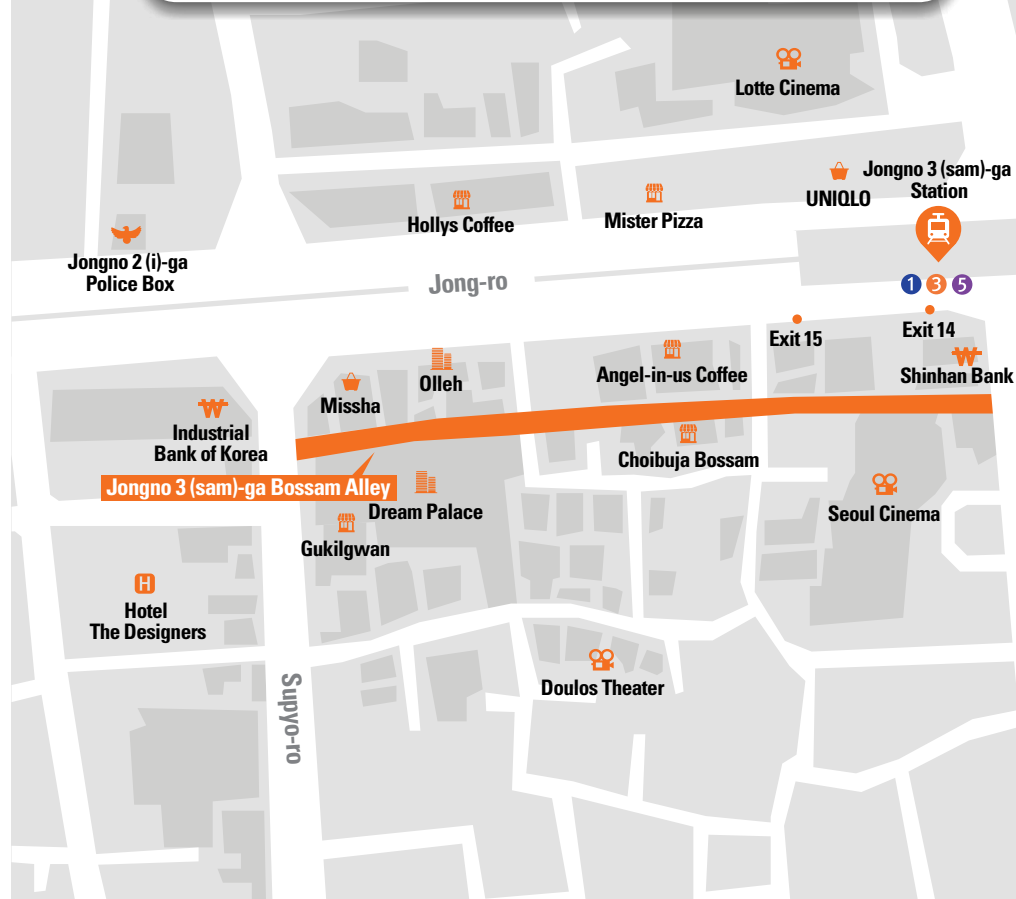 Lotte Cinema
Jongno 3 (sam)-ga
Station
UNIQLO
Mister Pizza
Hollys Coffee
Jongno 2 (i)-ga
Police Box
Jong-ro
1 3 5
Exit 15
Exit 14
Shinhan Bank
Angel-in-us Coffee
Olleh
Missha
₩
₩
Industrial
Bank of Korea
Choibuja Bossam
Jongno 3 (sam)-ga Bossam Alley
Dream Palace
Seoul Cinema
Gukilgwan
H
Hotel
The Designers
Doulos Theater
Supyo-ro